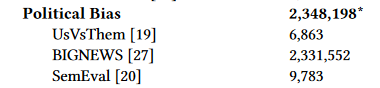 Political Bias 2,348,198*
UsVsThem [19] 6,863
BIGNEWS [27] 2,331,552
SemEval [20] 9,783